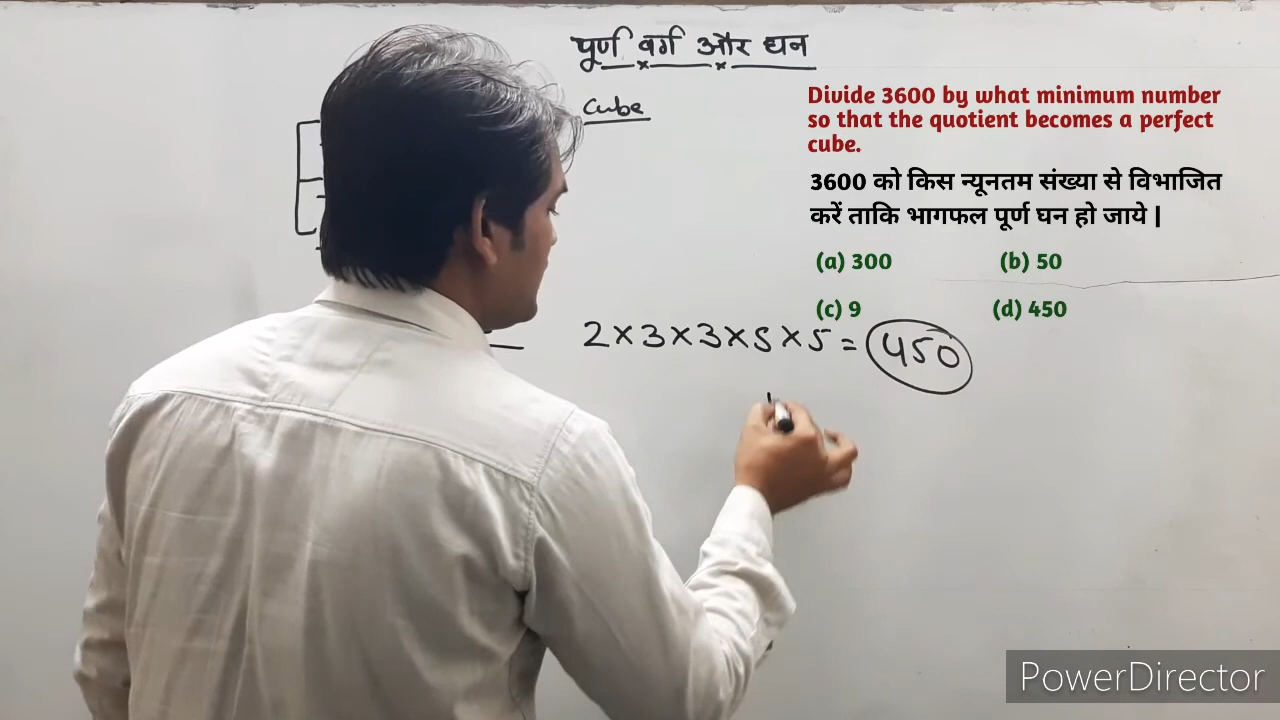 पूर्ण वर्ग और घन
Cube
Divide 3600 by what minimum number
so that the quotient becomes a perfect
cube.
3600 को किस न्यूनतम संख्या से विभाजित
करें ताकि भागफल पूर्ण घन हो जाये |
(a) 300 (b) 50
(c) 9 (d) 450
2×3×3×5×5 = 450
PowerDirector